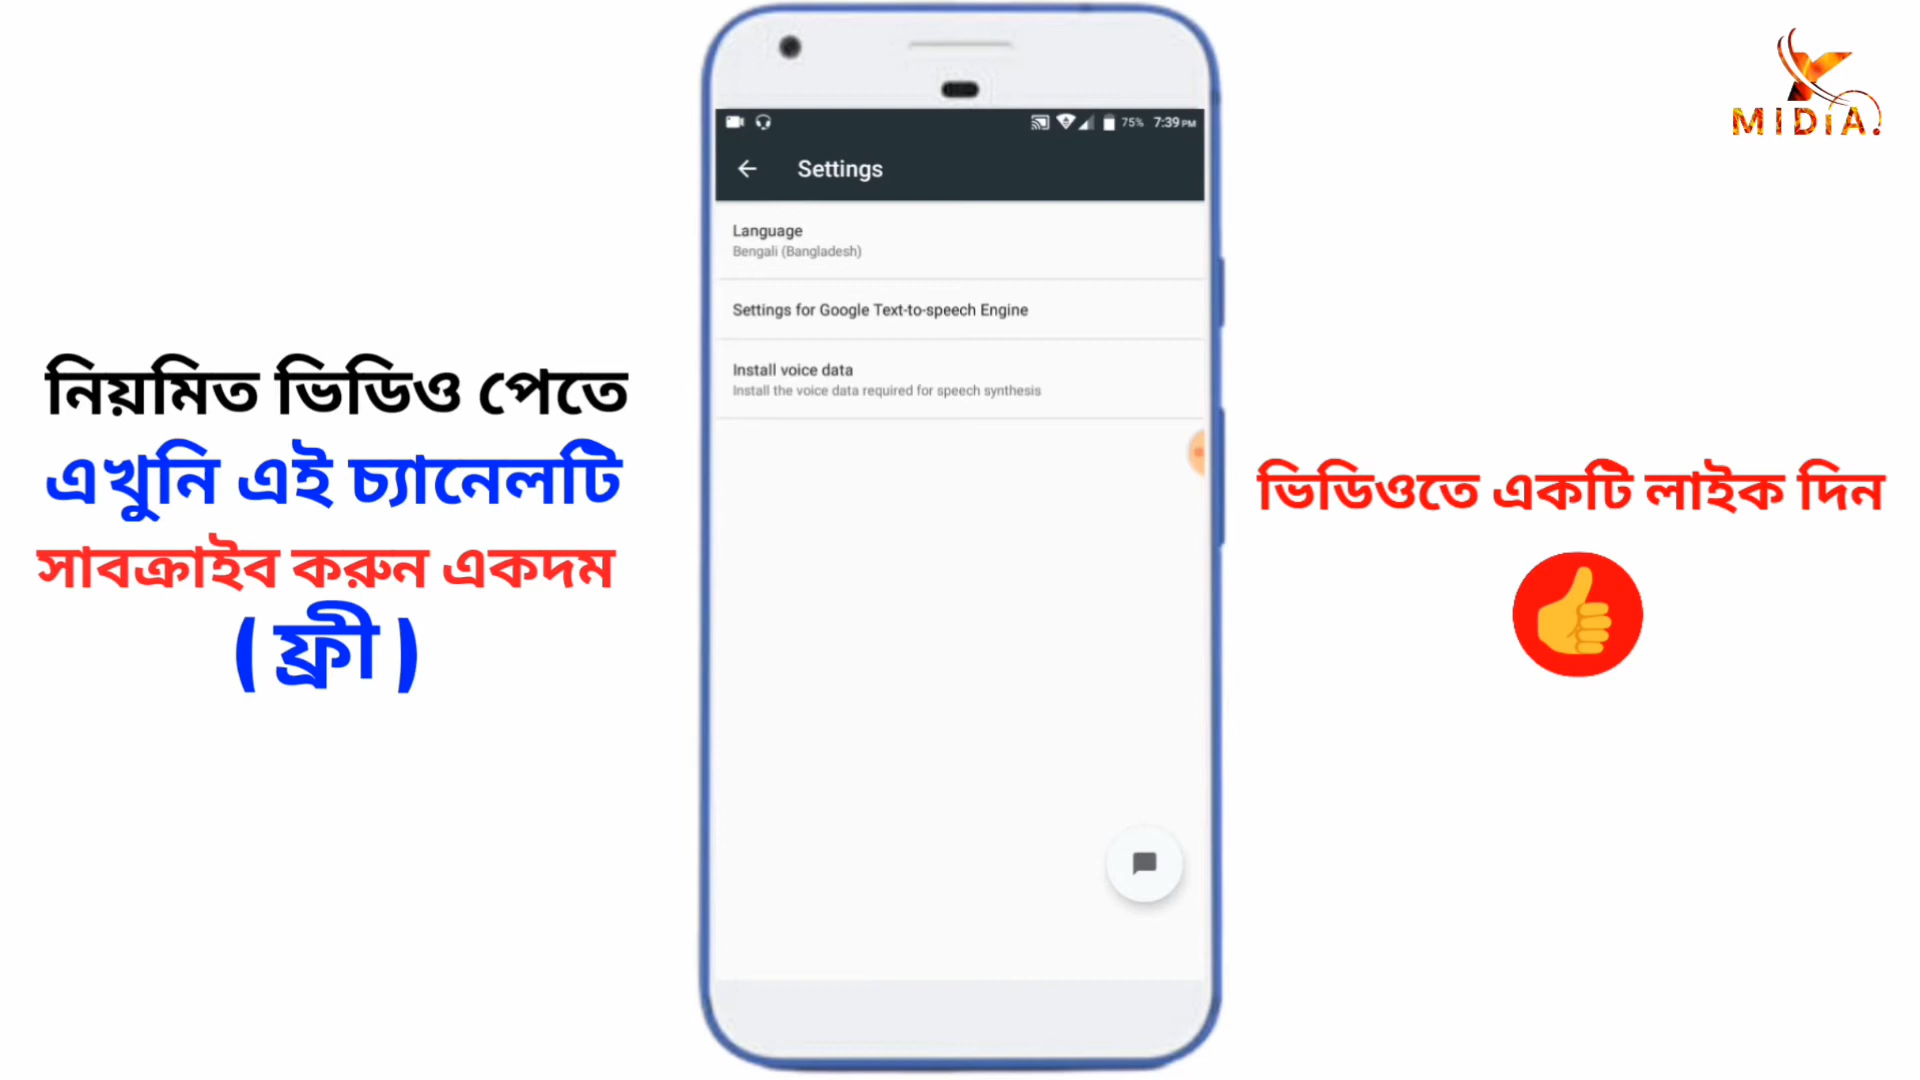 নিয়মিত ভিডিও পেতে
এখুনি এই চ্যানেলটি
সাবক্রাইব করুন একদম
( ফ্রী )
75% 7:39 PM
Settings
Language
Bengali (Bangladesh)
Settings for Google Text-to-speech Engine
Install voice data
Install the voice data required for speech synthesis
MIDiA.
ভিডিওতে একটি লাইক দিন